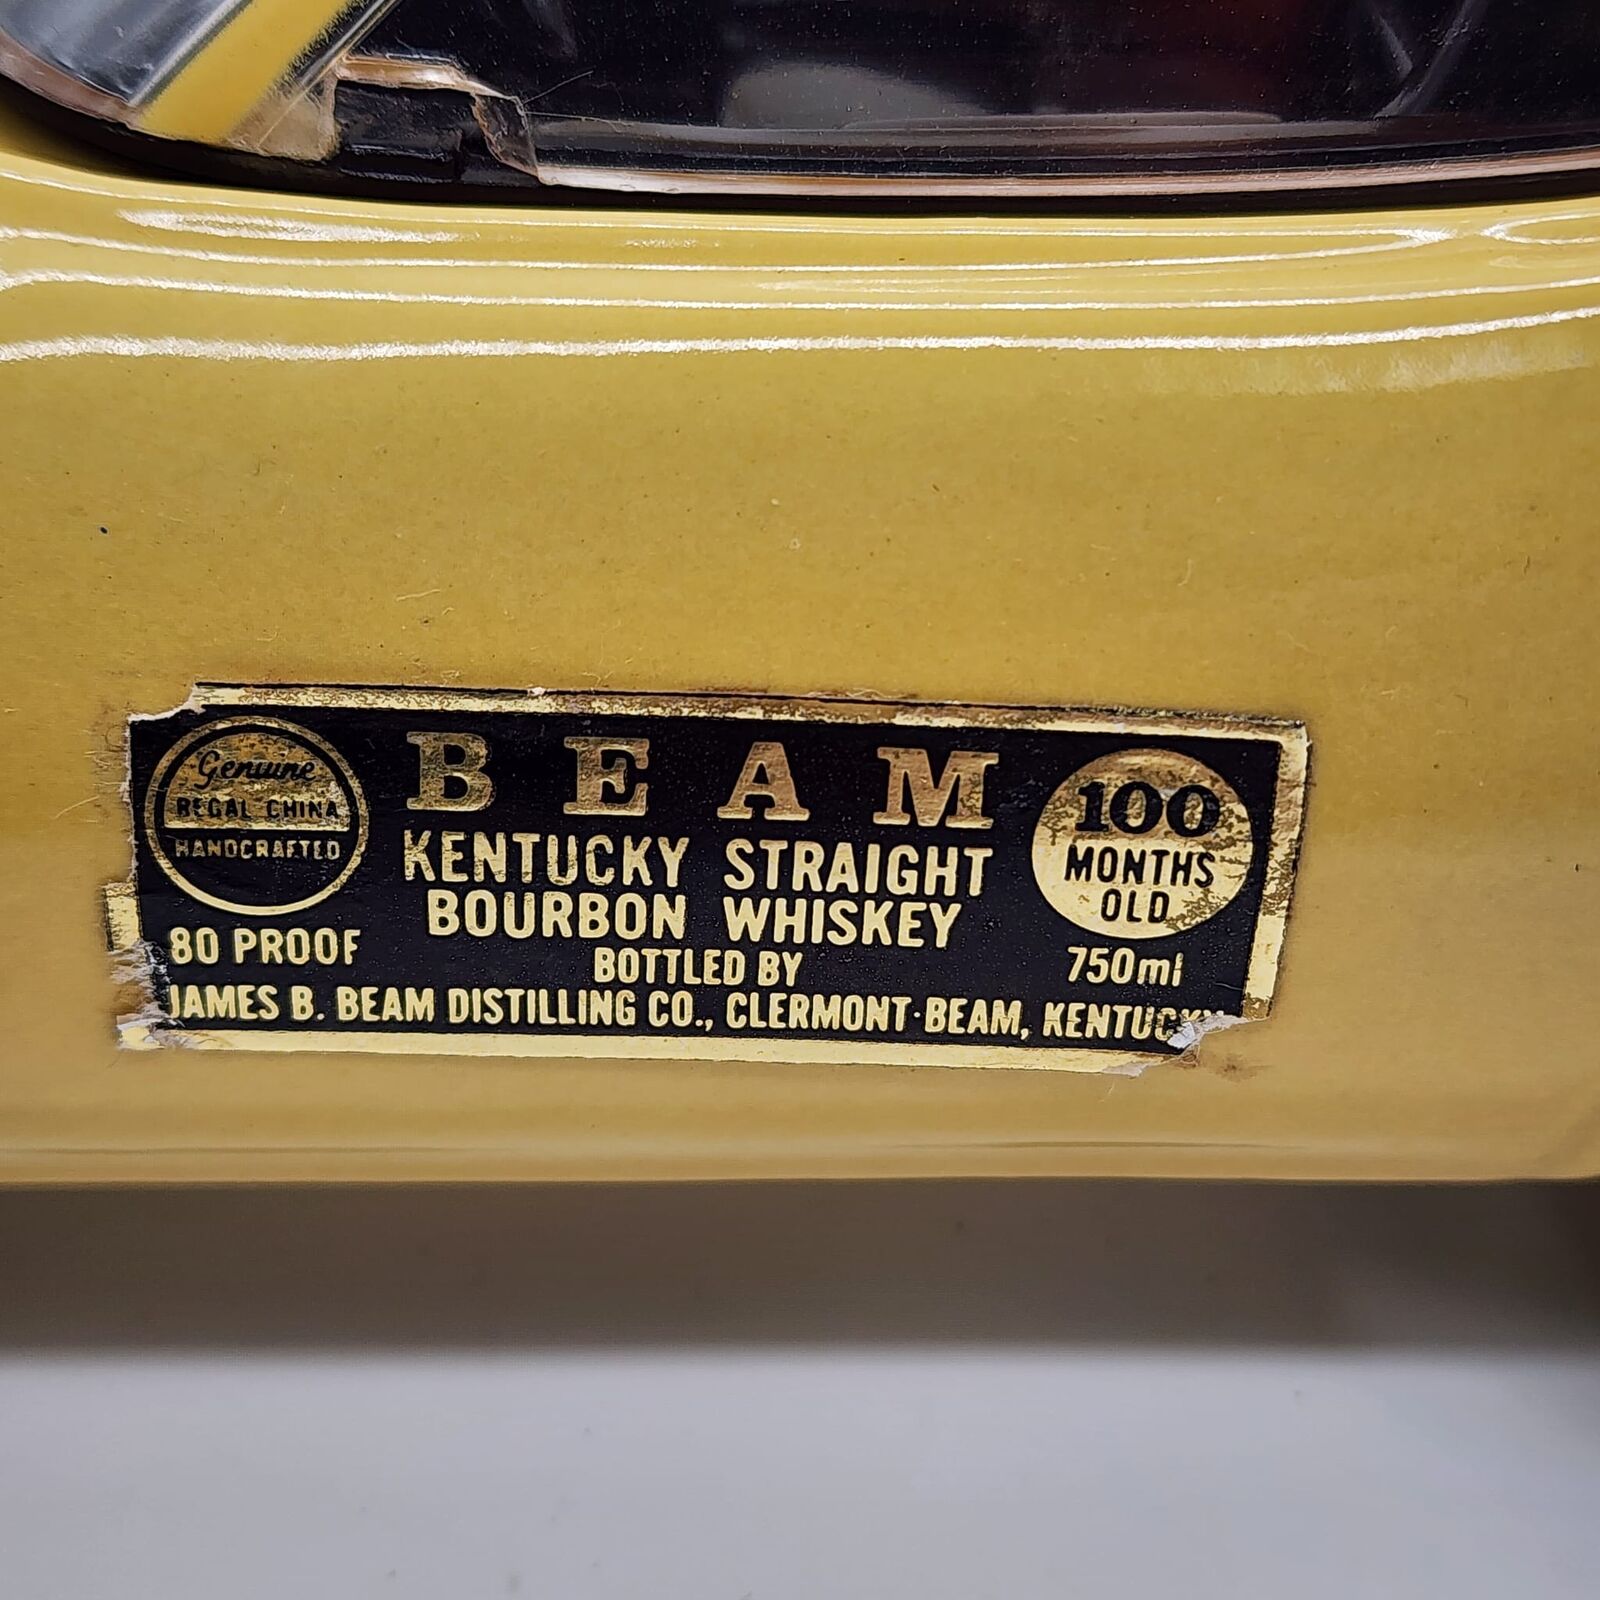 Genuine
REGAL CHINA
HANDCRAFTED
BEAM
KENTUCKY STRAIGHT
BOURBON WHISKEY
100
MONTHS
OLD
80 PROOF
BOTTLED BY
750ml
JAMES B. BEAM DISTILLING CO., CLERMONT·BEAM, KENTUCKY